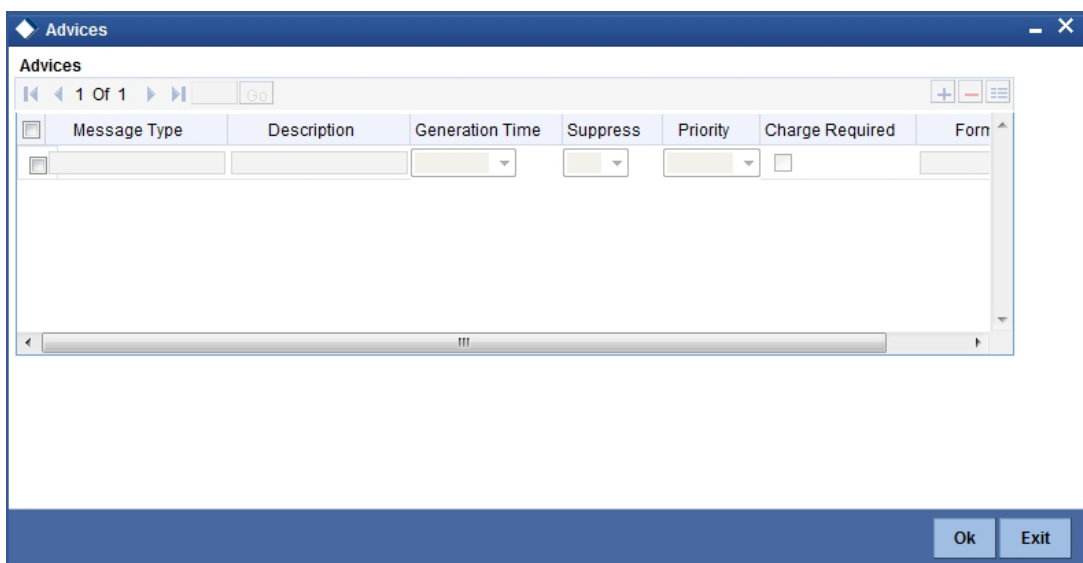 Advices
Advices
1 Of 1 Go
Message Type Description Generation Time Suppress Priority Charge Required Form
Ok Exit